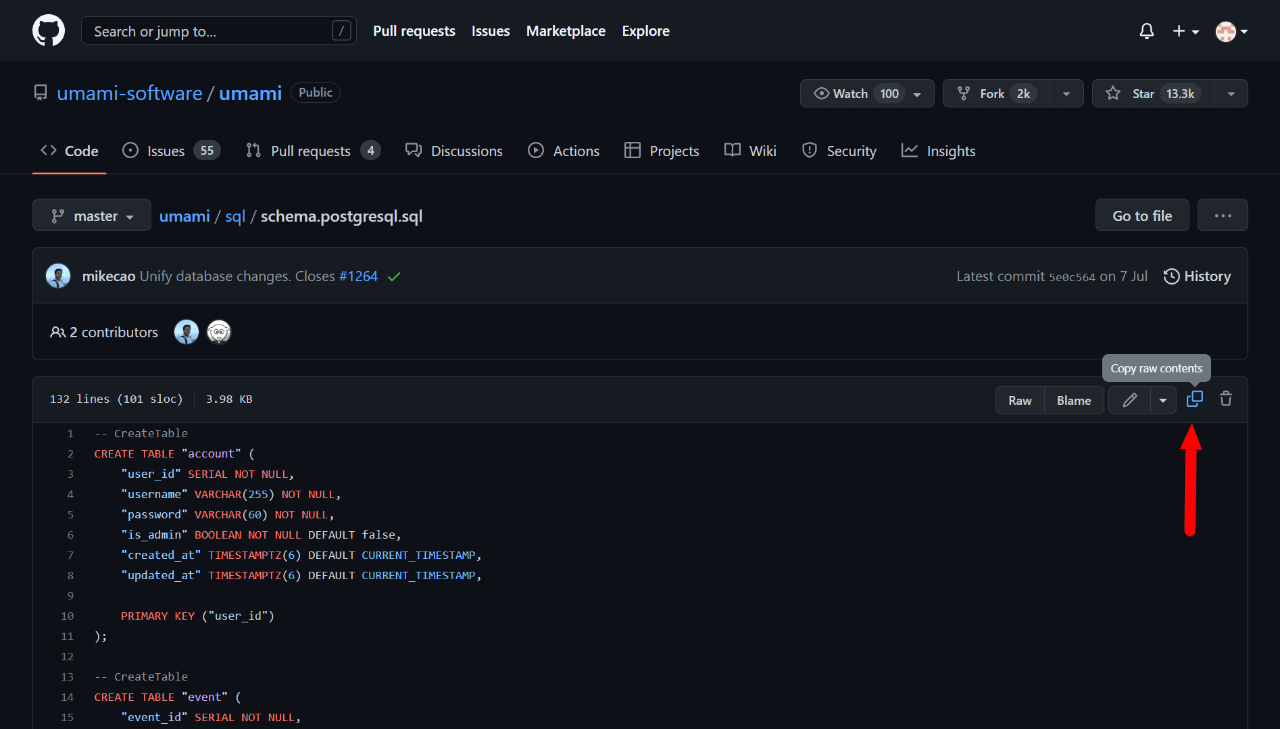 Search or jump to... /
Pull requests Issues Marketplace Explore
umami-software / umami Public
Watch 100 Fork 2k Star 13.3k
Code Issues 55 Pull requests 4 Discussions Actions Projects Wiki Security Insights
master umami / sql / schema.postgresql.sql Go to file ...
mikecao Unify database changes. Closes #1264 Latest commit 5e0c564 on 7 Jul History
2 contributors
Copy raw contents
132 lines (101 sloc) 3.98 KB Raw Blame
1 -- CreateTable
2 CREATE TABLE "account" (
3 "user_id" SERIAL NOT NULL,
4 "username" VARCHAR(255) NOT NULL,
5 "password" VARCHAR(60) NOT NULL,
6 "is_admin" BOOLEAN NOT NULL DEFAULT false,
7 "created_at" TIMESTAMPTZ(6) DEFAULT CURRENT_TIMESTAMP,
8 "updated_at" TIMESTAMPTZ(6) DEFAULT CURRENT_TIMESTAMP,
9
10 PRIMARY KEY ("user_id")
11 );
12
13 -- CreateTable
14 CREATE TABLE "event" (
15 "event_id" SERIAL NOT NULL,